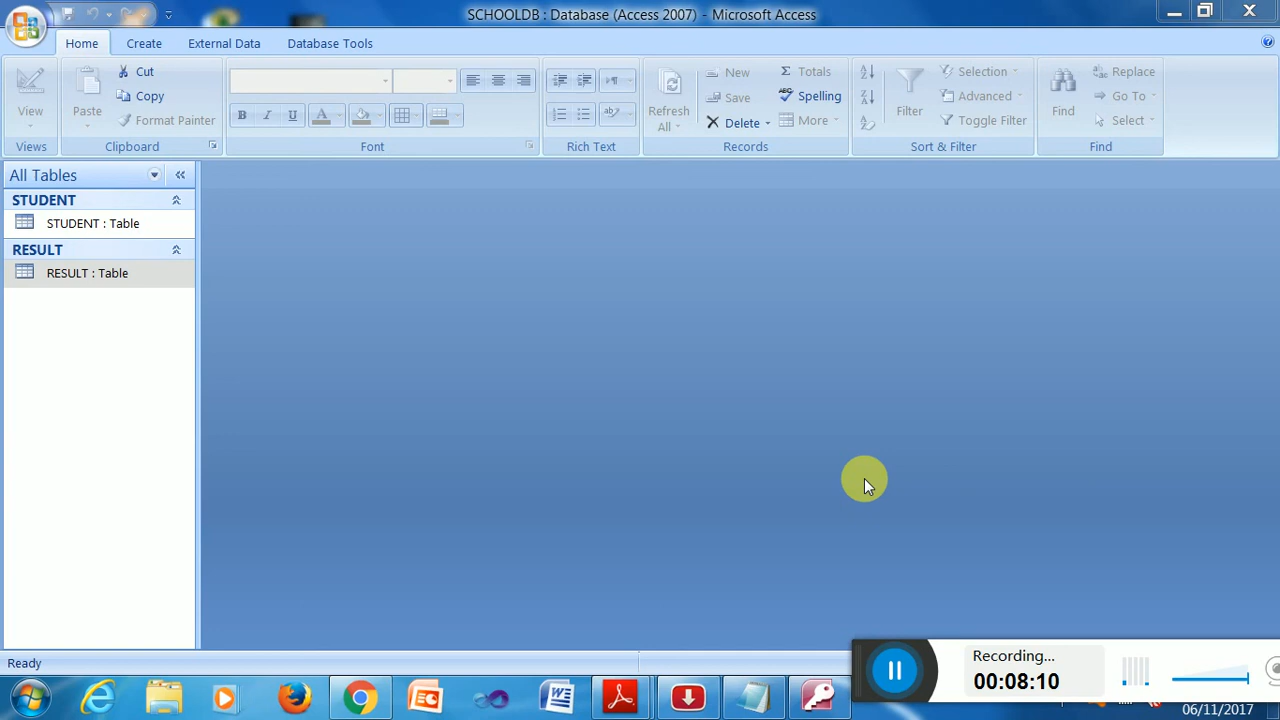 SCHOOLDB : Database (Access 2007) - Microsoft Access
Home Create External Data Database Tools
View
Views
Paste
Cut
Copy
Format Painter
Clipboard
B I U A
Font
Rich Text
Refresh
All
New
Save
Delete
Σ Totals
ABC Spelling
More
Records
Filter
Selection
Advanced
Toggle Filter
Sort & Filter
Find
Replace
Go To
Select
Find
All Tables
STUDENT
STUDENT : Table
RESULT
RESULT : Table
Ready
Recording...
00:08:10
06/11/2017